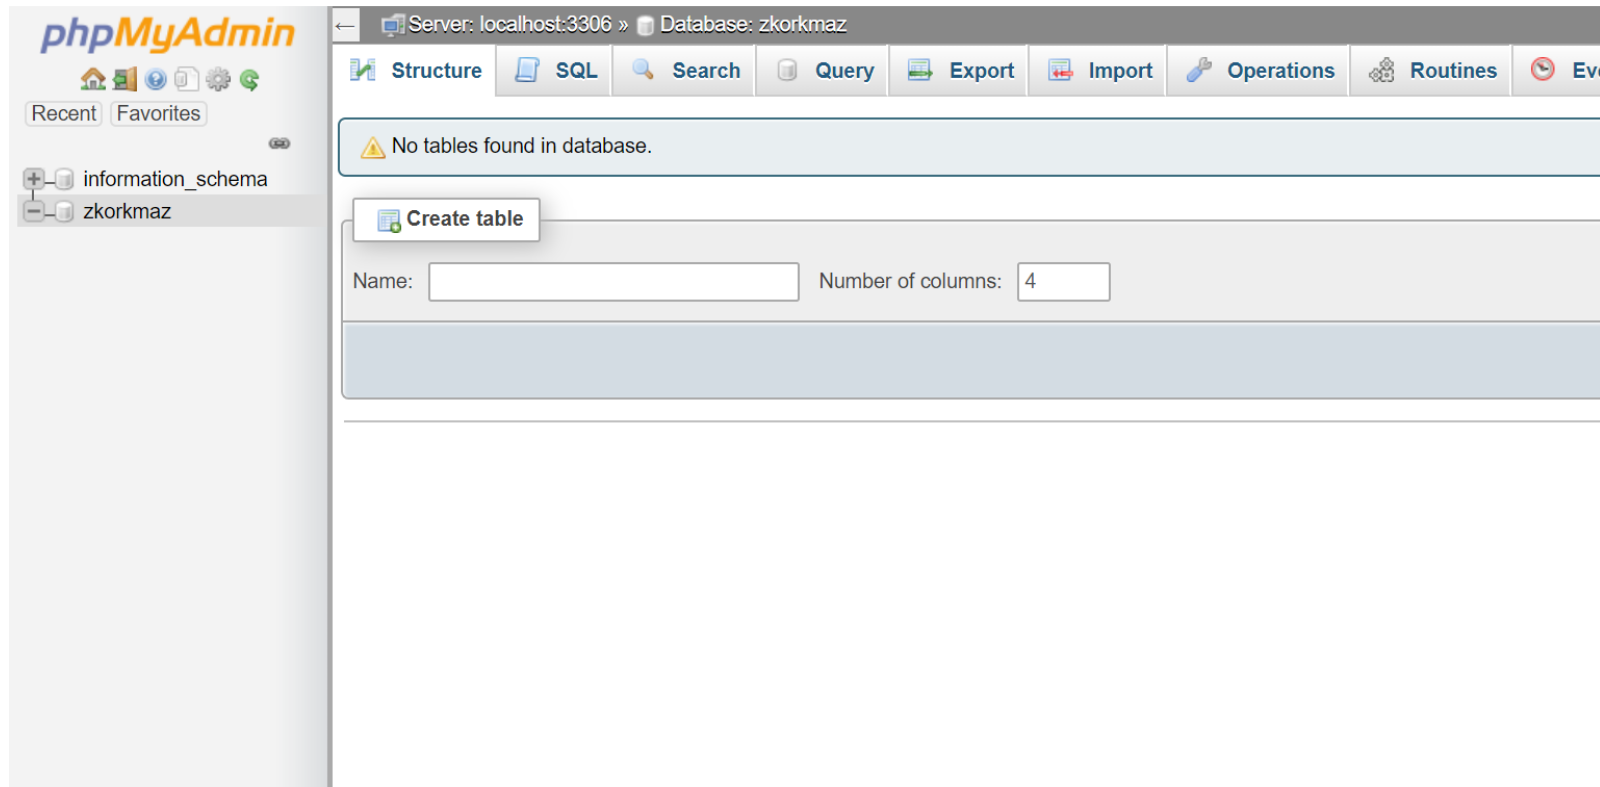 phpMyAdmin
Recent Favorites
information_schema
zkorkmaz
← Server: localhost:3306 » Database: zkorkmaz
Structure SQL Search Query Export Import Operations Routines
No tables found in database.
Create table
Name: Number of columns: 4